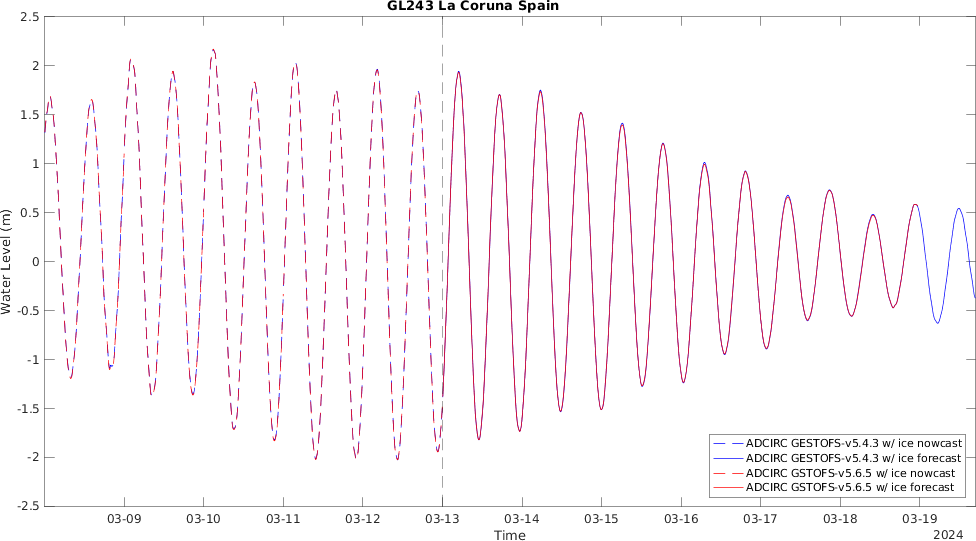 GL243 La Coruna Spain
2.5
2
1.5
1
0.5
0
-0.5
-1
-1.5
-2
-2.5
Water Level (m)
ADCIRC GESTOFS-v5.4.3 w/ ice nowcast
ADCIRC GESTOFS-v5.4.3 w/ ice forecast
ADCIRC GSTOFS-v5.6.5 w/ ice nowcast
ADCIRC GSTOFS-v5.6.5 w/ ice forecast
03-09 03-10 03-11 03-12 03-13 03-14 03-15 03-16 03-17 03-18 03-19
Time
2024